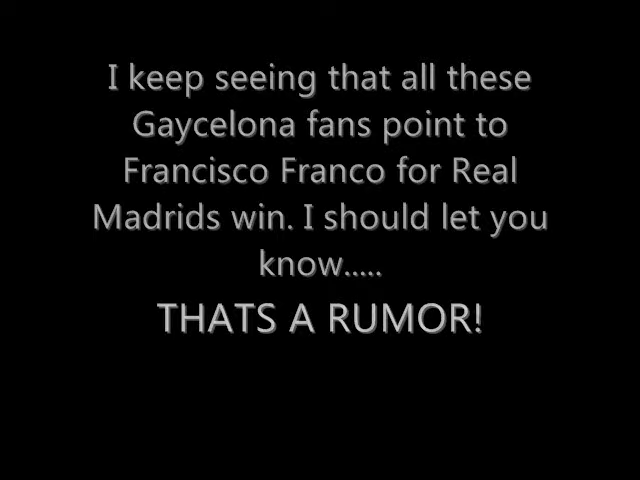 I keep seeing that all these
Gaycelona fans point to
Francisco Franco for Real
Madrids win. I should let you
know.....
THATS A RUMOR!